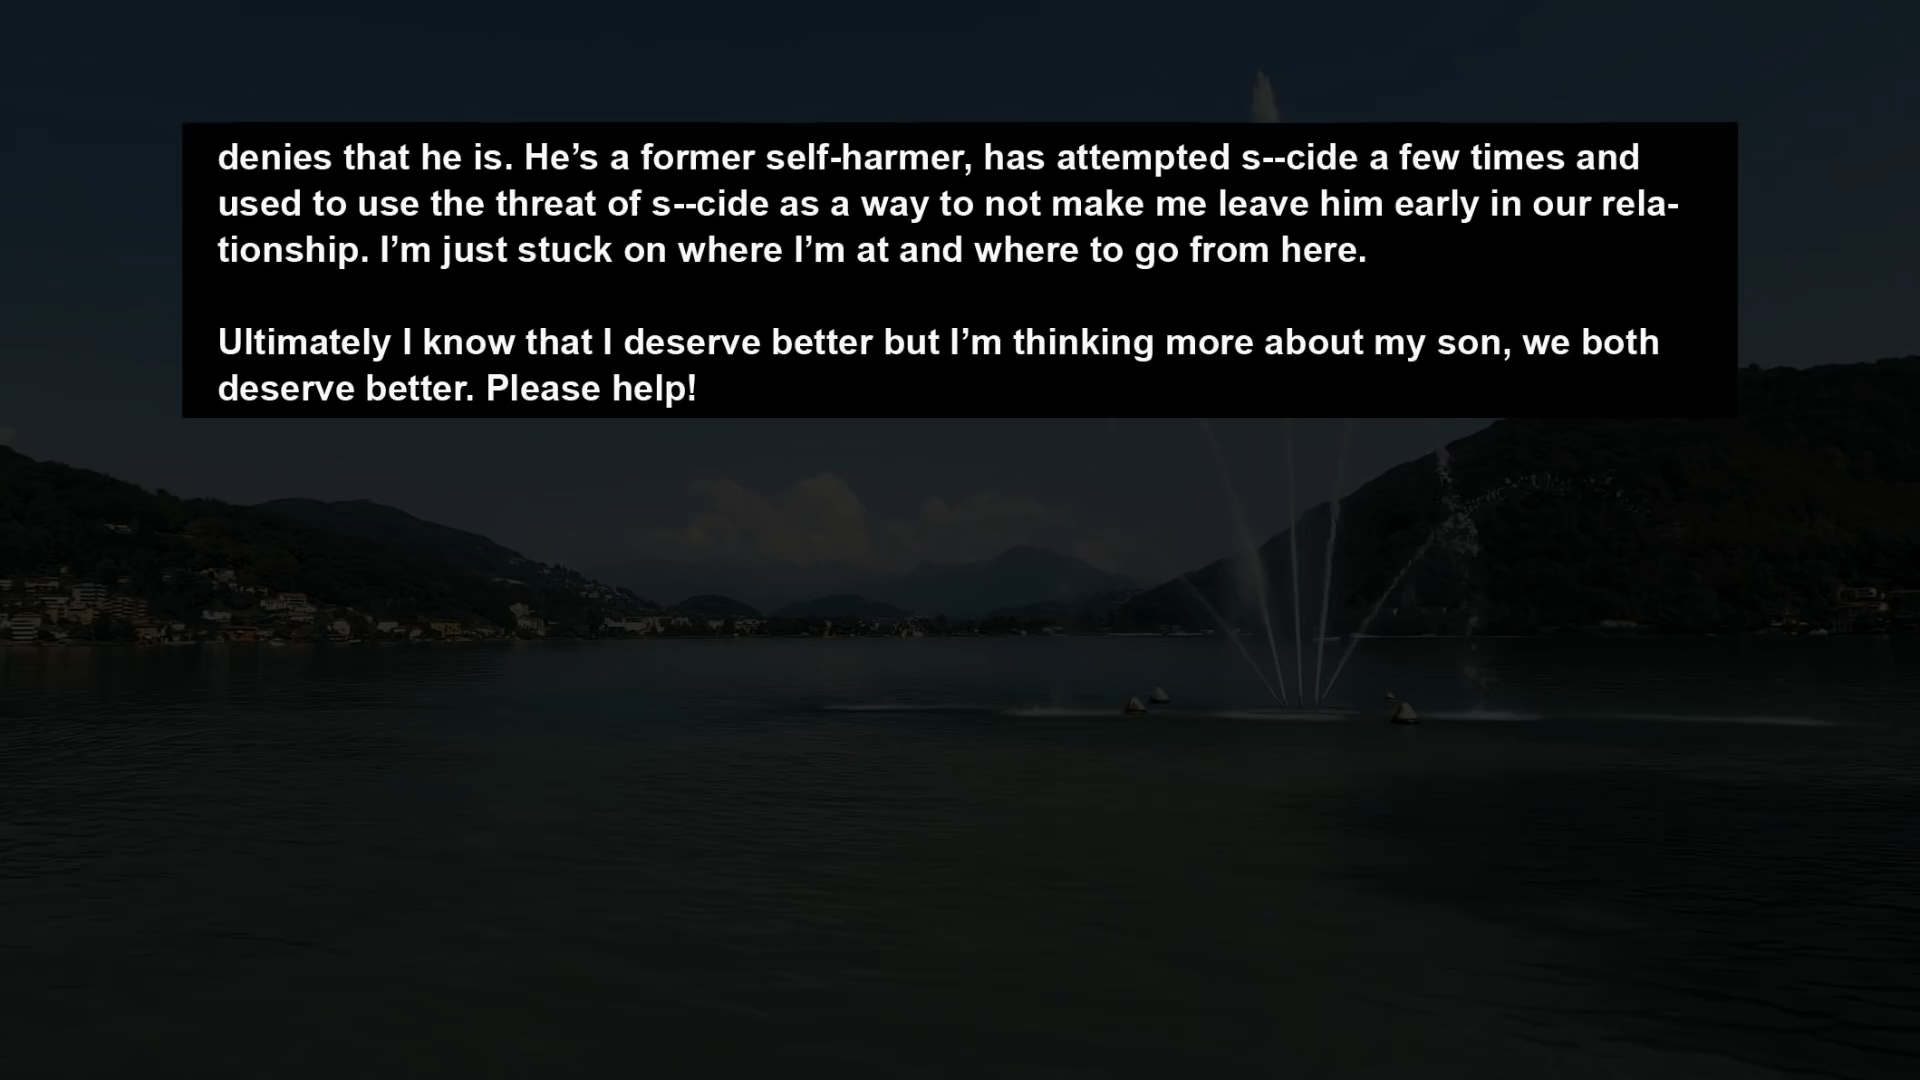 denies that he is. He’s a former self-harmer, has attempted s--cide a few times and
used to use the threat of s--cide as a way to not make me leave him early in our rela-
tionship. I’m just stuck on where I’m at and where to go from here.
Ultimately I know that I deserve better but I’m thinking more about my son, we both
deserve better. Please help!